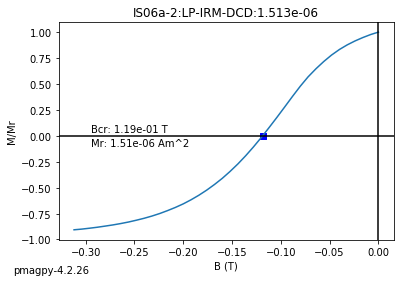 IS06a-2:LP-IRM-DCD:1.513e-06
1.00
0.75
0.50
0.25
0.00
−0.25
−0.50
−0.75
−1.00
M/Mr
Bcr: 1.19e-01 T
Mr: 1.51e-06 Am^2
−0.30 −0.25 −0.20 −0.15 −0.10 −0.05 0.00
B (T)
pmagpy-4.2.26